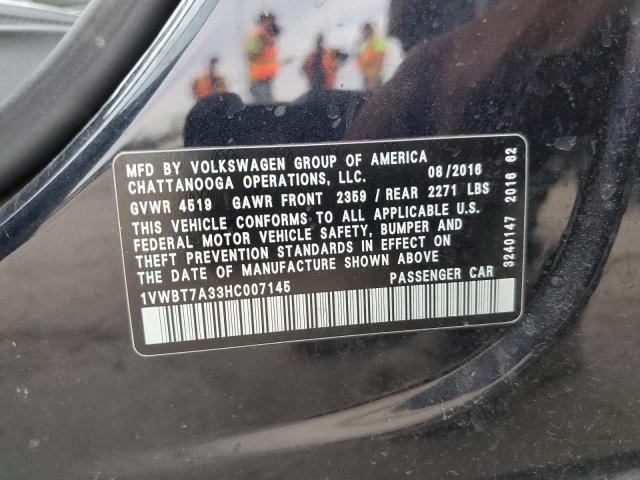 MFD BY VOLKSWAGEN GROUP OF AMERICA
CHATTANOOGA OPERATIONS, LLC. 08/2016
GVWR 4519 GAWR FRONT 2359 / REAR 2271 LBS
THIS VEHICLE CONFORMS TO ALL APPLICABLE U.S.
FEDERAL MOTOR VEHICLE SAFETY, BUMPER AND
THEFT PREVENTION STANDARDS IN EFFECT ON
THE DATE OF MANUFACTURE SHOWN ABOVE
1VWBT7A33HC007145 PASSENGER CAR
3240147 2016 62